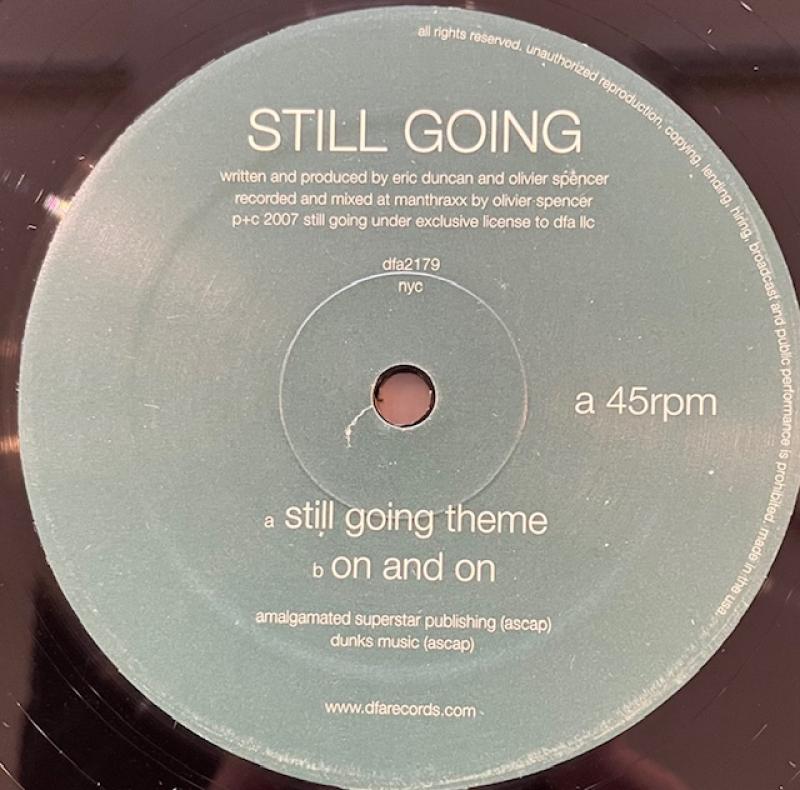 all rights reserved. unauthorized reproduction, copying, lending, hiring, broadcast and public performance is prohibited. made in the usa.
STILL GOING
written and produced by eric duncan and olivier spencer
recorded and mixed at manthraxx by olivier spencer
p+c 2007 still going under exclusive license to dfa llc
dfa2179
nyc
a 45rpm
a still going theme
b on and on
amalgamated superstar publishing (ascap)
dunks music (ascap)
www.dfarecords.com